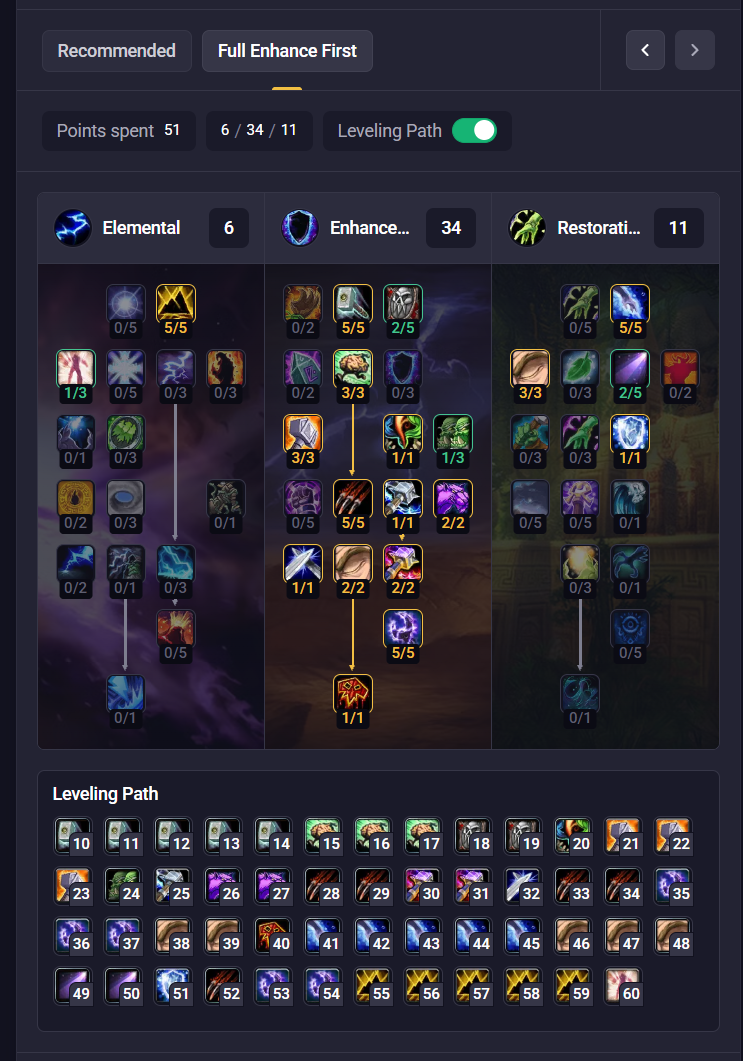 Recommended Full Enhance First
Points spent 51 6 / 34 / 11 Leveling Path
Elemental 6 Enhance... 34 Restorati... 11
0/5 5/5 0/2 5/5 2/5 0/5 5/5
1/3 0/5 0/3 0/3 0/2 3/3 0/3 3/3 0/3 2/5 0/2
0/1 0/3 3/3 1/1 1/3 0/3 0/3 1/1
0/2 0/3 0/1 0/5 5/5 1/1 2/2 0/5 0/5 0/1
0/2 0/1 0/3 1/1 2/2 2/2 0/3 0/1
0/5 5/5 0/5
0/1 1/1 0/1
Leveling Path
10 11 12 13 14 15 16 17 18 19 20 21 22
23 24 25 26 27 28 29 30 31 32 33 34 35
36 37 38 39 40 41 42 43 44 45 46 47 48
49 50 51 52 53 54 55 56 57 58 59 60